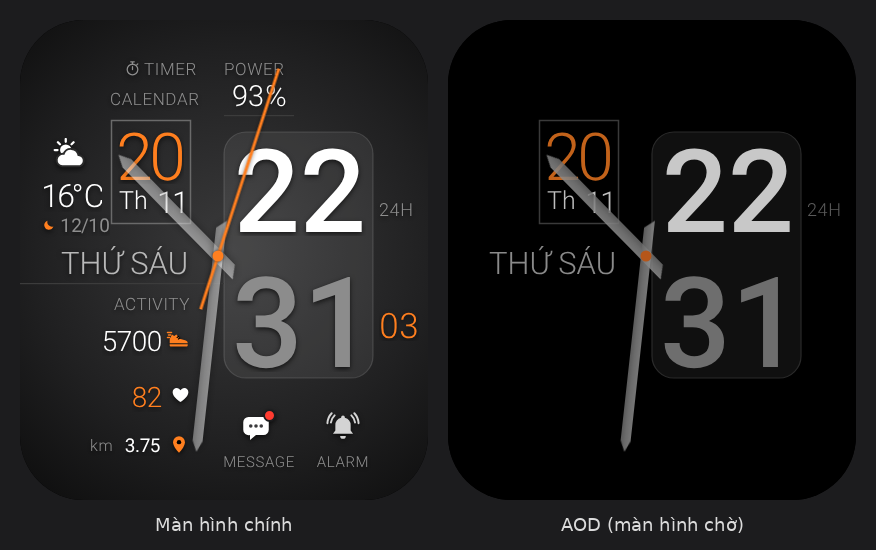 TIMER
POWER
CALENDAR
93%
20
Th 11
16°C
12/10
THỨ SÁU
22
24H
31
03
ACTIVITY
5700
82
km 3.75
MESSAGE
ALARM
Màn hình chính
20
Th 11
THỨ SÁU
22
24H
31
AOD (màn hình chờ)